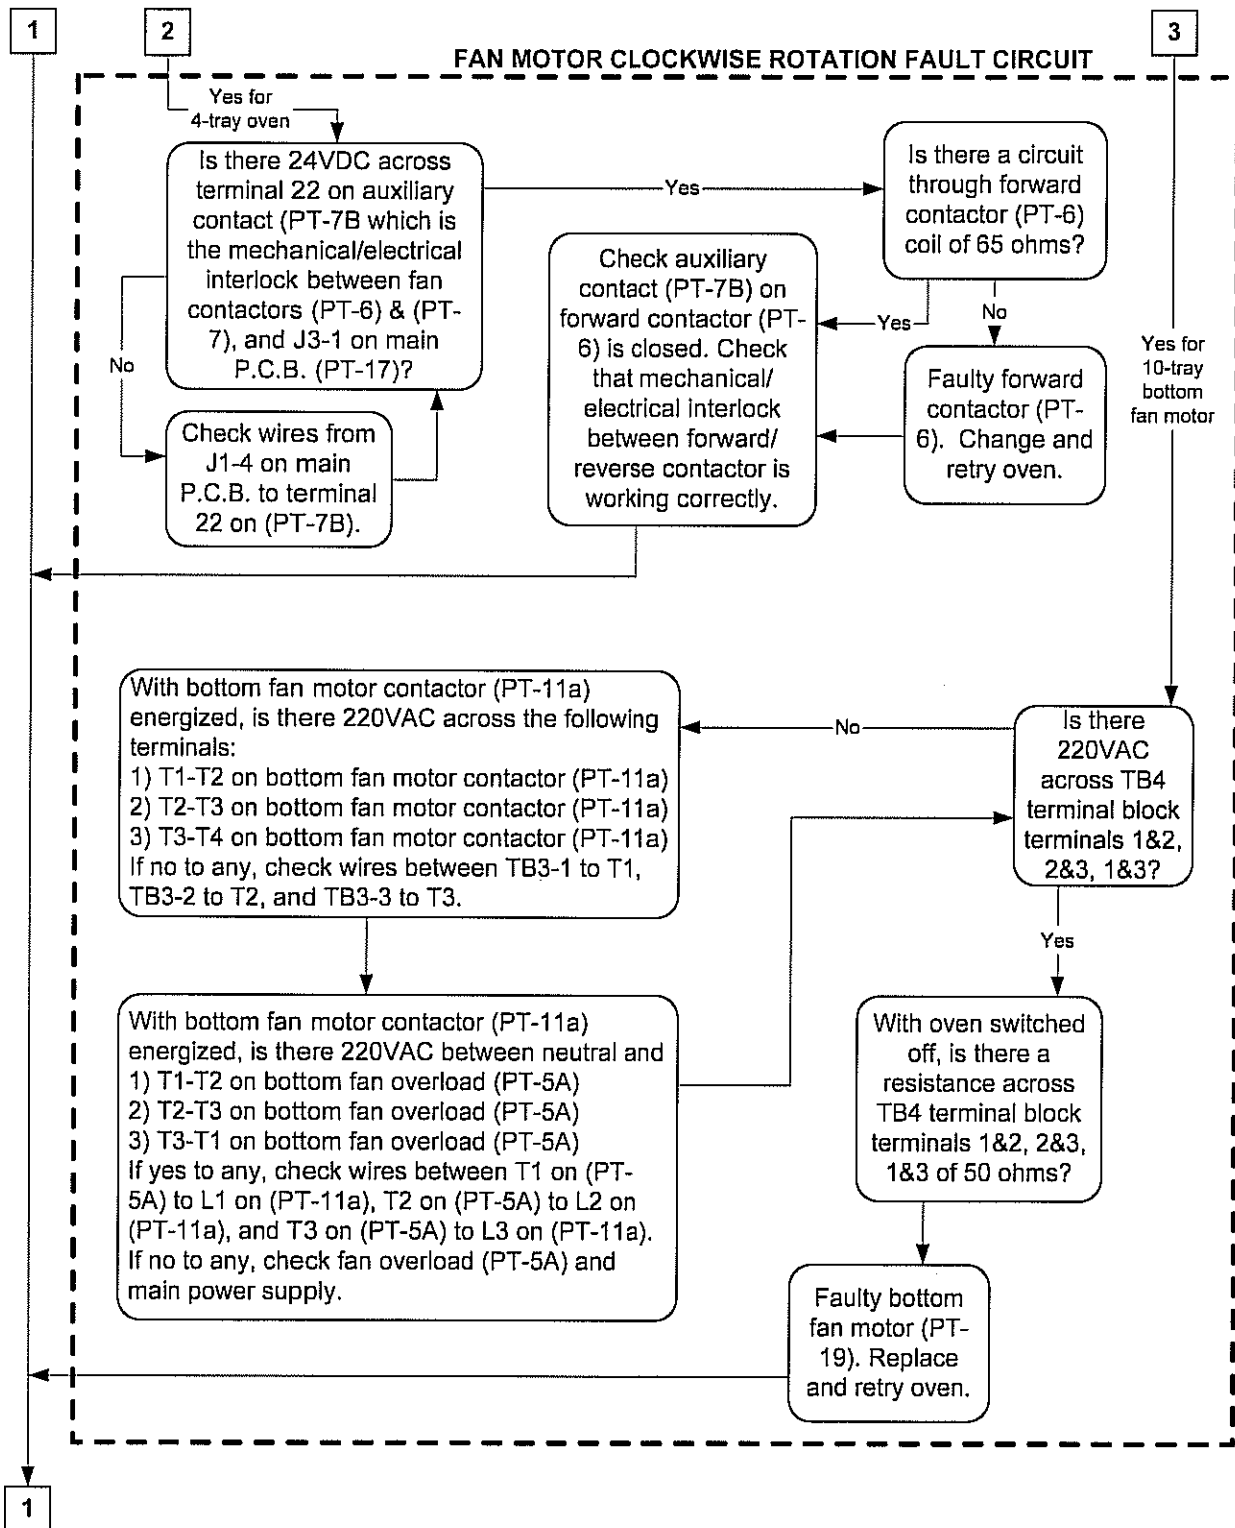 1
2
3
FAN MOTOR CLOCKWISE ROTATION FAULT CIRCUIT
Yes for
4-tray oven
Is there 24VDC across
terminal 22 on auxiliary
contact (PT-7B which is
the mechanical/electrical
interlock between fan
contactors (PT-6) & (PT-
7), and J3-1 on main
P.C.B. (PT-17)?
Yes
Is there a circuit
through forward
contactor (PT-6)
coil of 65 ohms?
No
Check wires from
J1-4 on main
P.C.B. to terminal
22 on (PT-7B).
Check auxiliary
contact (PT-7B) on
forward contactor (PT-
6) is closed. Check
that mechanical/
electrical interlock
between forward/
reverse contactor is
working correctly.
Yes
No
Faulty forward
contactor (PT-
6). Change and
retry oven.
Yes for
10-tray
bottom
fan motor
With bottom fan motor contactor (PT-11a)
energized, is there 220VAC across the following
terminals:
1) T1-T2 on bottom fan motor contactor (PT-11a)
2) T2-T3 on bottom fan motor contactor (PT-11a)
3) T3-T4 on bottom fan motor contactor (PT-11a)
If no to any, check wires between TB3-1 to T1,
TB3-2 to T2, and TB3-3 to T3.
No
Is there
220VAC
across TB4
terminal block
terminals 1&2,
2&3, 1&3?
Yes
With bottom fan motor contactor (PT-11a)
energized, is there 220VAC between neutral and
1) T1-T2 on bottom fan overload (PT-5A)
2) T2-T3 on bottom fan overload (PT-5A)
3) T3-T1 on bottom fan overload (PT-5A)
If yes to any, check wires between T1 on (PT-
5A) to L1 on (PT-11a), T2 on (PT-5A) to L2 on
(PT-11a), and T3 on (PT-5A) to L3 on (PT-11a).
If no to any, check fan overload (PT-5A) and
main power supply.
With oven switched
off, is there a
resistance across
TB4 terminal block
terminals 1&2, 2&3,
1&3 of 50 ohms?
Faulty bottom
fan motor (PT-
19). Replace
and retry oven.
1